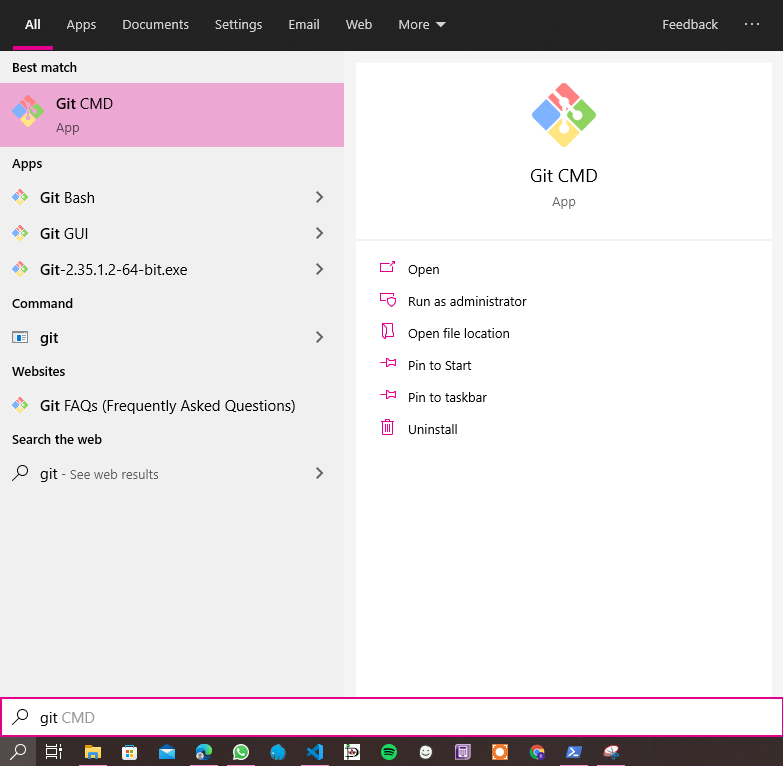 All Apps Documents Settings Email Web More Feedback ...
Best match
Git CMD
App
Apps
Git Bash
Git GUI
Git-2.35.1.2-64-bit.exe
Command
git
Websites
Git FAQs (Frequently Asked Questions)
Search the web
git - See web results
Git CMD
App
Open
Run as administrator
Open file location
Pin to Start
Pin to taskbar
Uninstall
git CMD